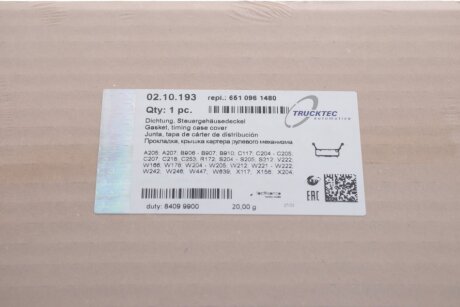 02.10.193
repl.: 651 096 1480
Qty: 1 pc.
TRUCKTEC
automotive
Dichtung, Steuergehäusedeckel
Gasket, timing case cover
Junta, tapa de cárter de distribución
Прокладка, крышка картера рулевого механизма
A205, A207, B906 - B907, B910, C117, C204 - C205,
C207, C218, C253, R172, S204 - S205, S212, V222,
W166, W176, W204 - W205, W212, W221 - W222,
W242, W246, W447, W639, X117, X156, X204,
duty: 8409 9900
20,00 g
EAC